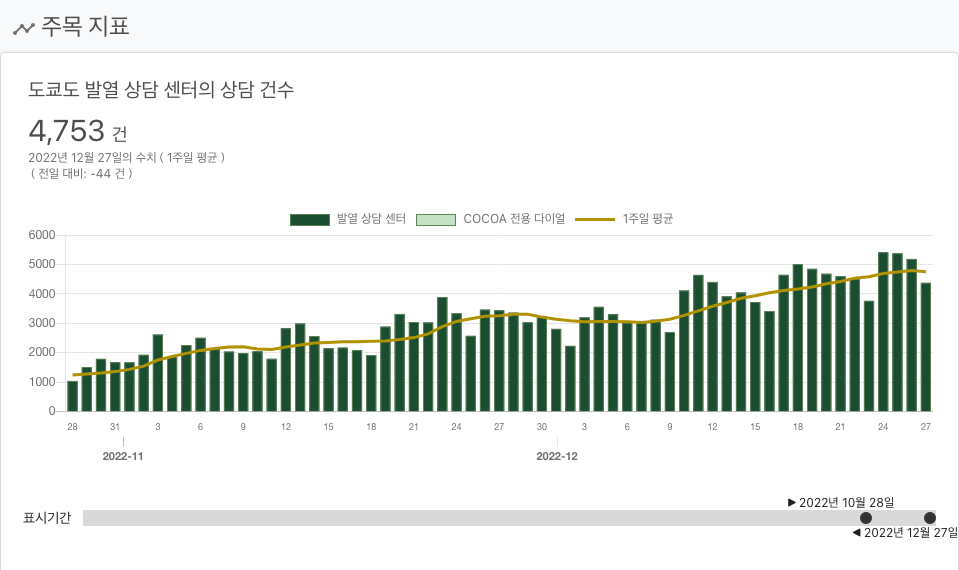 주목 지표
도쿄도 발열 상담 센터의 상담 건수
4,753 건
2022년 12월 27일의 수치 ( 1주일 평균 )
( 전일 대비: -44 건 )
발열 상담 센터 COCOA 전용 다이얼 1주일 평균
6000
5000
4000
3000
2000
1000
0
28 31 3 6 9 12 15 18 21 24 27 30 3 6 9 12 15 18 21 24 27
2022-11 2022-12
▶ 2022년 10월 28일
표시기간
◀ 2022년 12월 27일